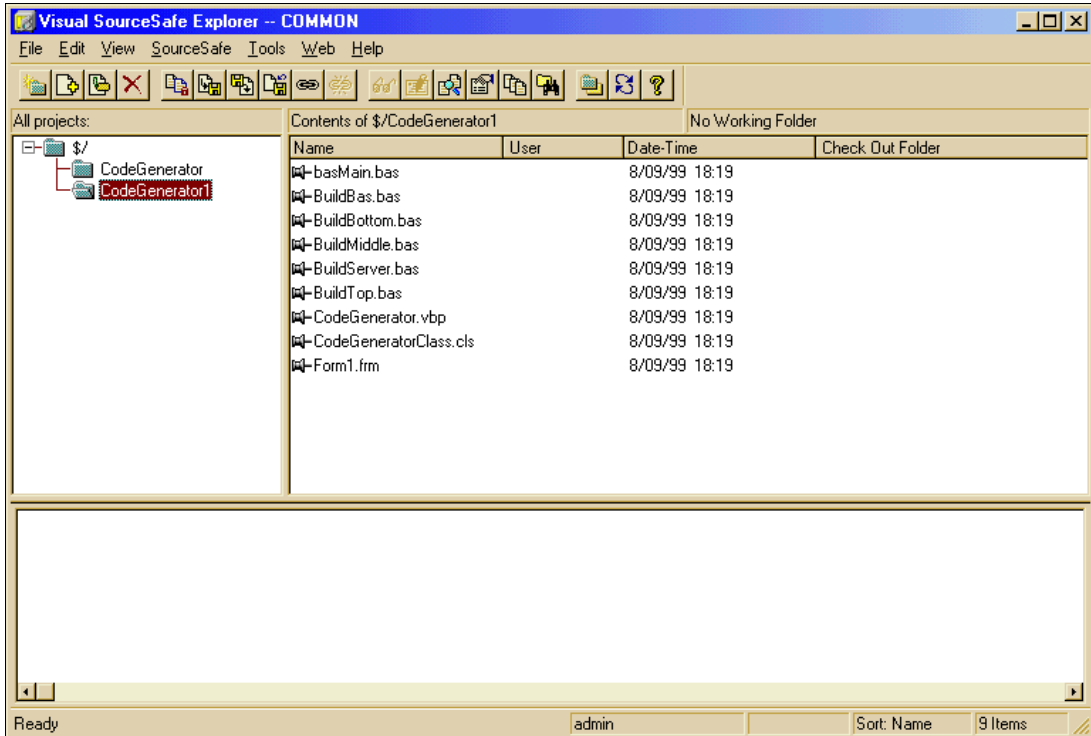 Visual SourceSafe Explorer -- COMMON
File Edit View SourceSafe Tools Web Help
All projects: Contents of $/CodeGenerator1 No Working Folder
$/
CodeGenerator
CodeGenerator1
Name User Date-Time Check Out Folder
basMain.bas 8/09/99 18:19
BuildBas.bas 8/09/99 18:19
BuildBottom.bas 8/09/99 18:19
BuildMiddle.bas 8/09/99 18:19
BuildServer.bas 8/09/99 18:19
BuildTop.bas 8/09/99 18:19
CodeGenerator.vbp 8/09/99 18:19
CodeGeneratorClass.cls 8/09/99 18:19
Form1.frm 8/09/99 18:19
Ready admin Sort: Name 9 Items